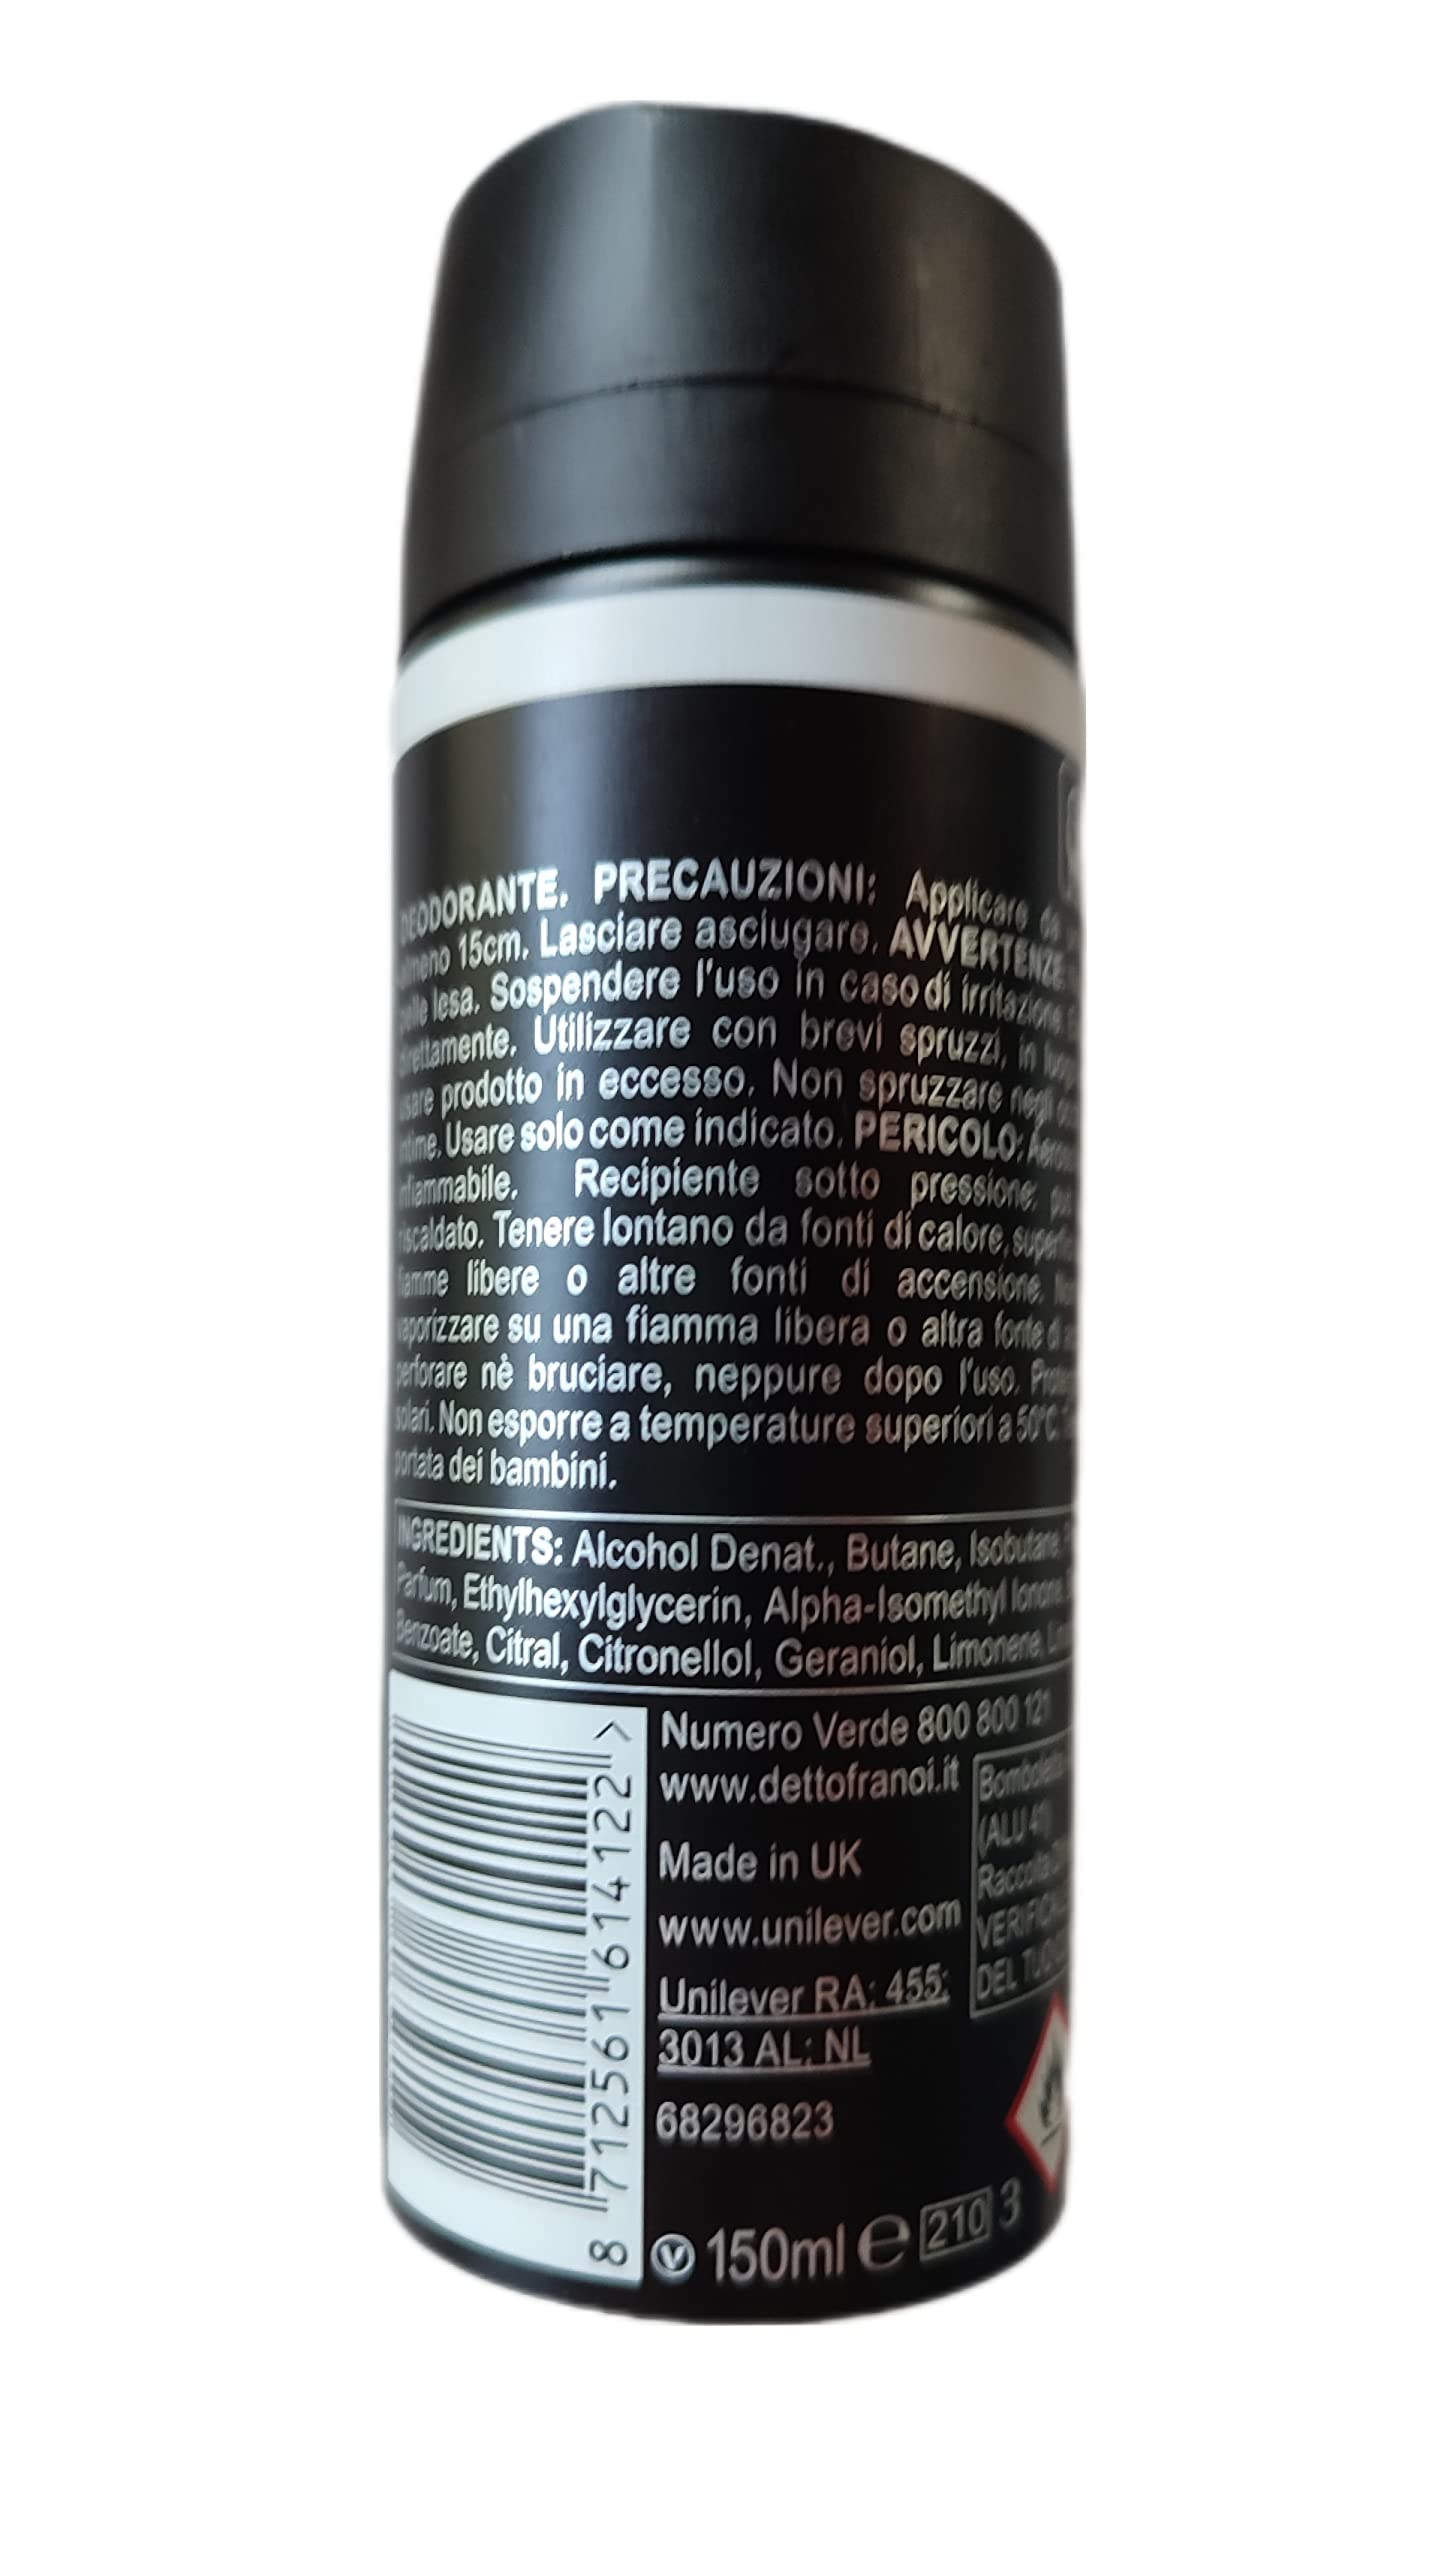 DEODORANTE. PRECAUZIONI: Applicare da
almeno 15cm. Lasciare asciugare. AVVERTENZE:
pelle lesa. Sospendere l'uso in caso di irritazione.
direttamente. Utilizzare con brevi spruzzi, in
usare prodotto in eccesso. Non spruzzare negli
intime. Usare solo come indicato. PERICOLO:
infiammabile. Recipiente sotto pressione:
riscaldato. Tenere lontano da fonti di calore,
fiamme libere o altre fonti di accensione.
vaporizzare su una fiamma libera o altra fonte di
perforare nè bruciare, neppure dopo l'uso.
solari. Non esporre a temperature superiori a 50°C.
portata dei bambini.
INGREDIENTS: Alcohol Denat., Butane, Isobutane,
Parfum, Ethylhexylglycerin, Alpha-Isomethyl Ionone,
Benzoate, Citral, Citronellol, Geraniol, Limonene,
Numero Verde 800 800 121
www.dettofranoi.it
Made in UK
www.unilever.com
Unilever RA; 455;
3013 AL; NL
68296823
(ALU 41)
Raccolta
DEL TUO
8 712561 614122 >
V 150ml e 210 3